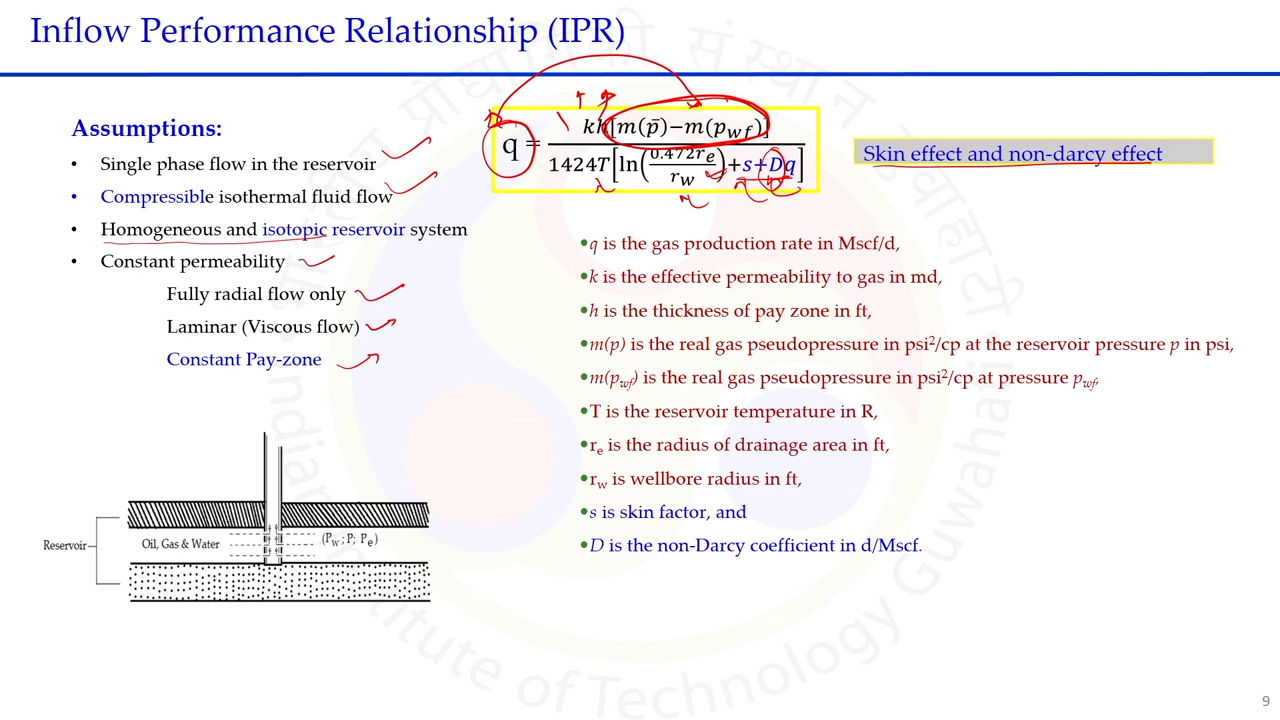 Inflow Performance Relationship (IPR)
Assumptions:
• Single phase flow in the reservoir
• Compressible isothermal fluid flow
• Homogeneous and isotopic reservoir system
• Constant permeability
Fully radial flow only
Laminar (Viscous flow)
Constant Pay-zone
q = kh[m(p̄)−m(p_wf)] / 1424T[ln(0.472r_e/r_w)+s+Dq]
Skin effect and non-darcy effect
•q is the gas production rate in Mscf/d,
•k is the effective permeability to gas in md,
•h is the thickness of pay zone in ft,
•m(p) is the real gas pseudopressure in psi²/cp at the reservoir pressure p in psi,
•m(p_wf) is the real gas pseudopressure in psi²/cp at pressure p_wf,
•T is the reservoir temperature in R,
•r_e is the radius of drainage area in ft,
•r_w is wellbore radius in ft,
•s is skin factor, and
•D is the non-Darcy coefficient in d/Mscf.
Reservoir
Oil, Gas & Water
(P_w ; P; P_e)
Indian Institute of Technology Guwahati
9